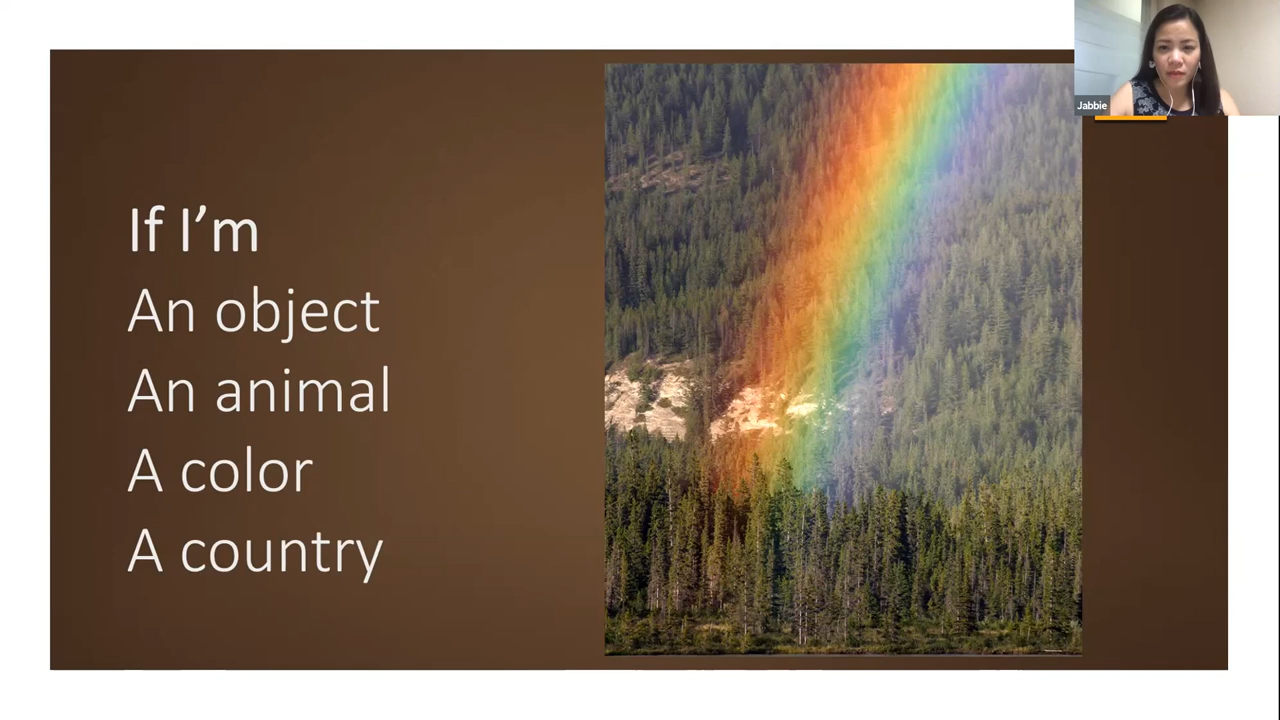 Jabbie
If I’m
An object
An animal
A color
A country